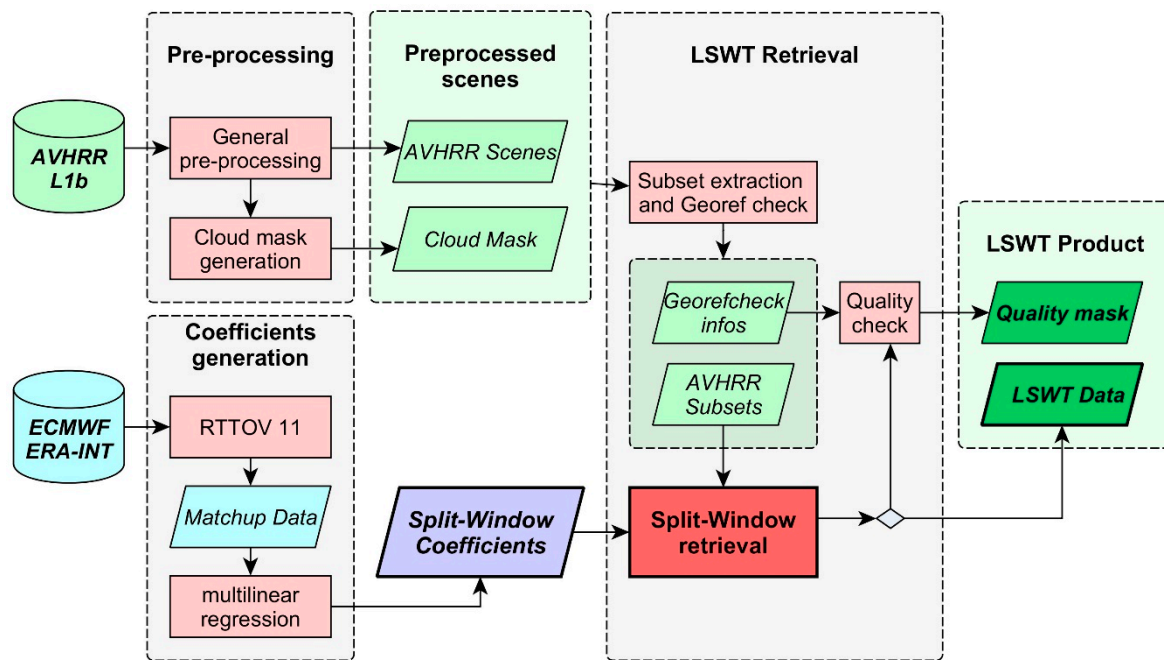 Pre-processing
AVHRR
L1b
General
pre-processing
Cloud mask
generation
Preprocessed
scenes
AVHRR Scenes
Cloud Mask
Coefficients
generation
ECMWF
ERA-INT
RTTOV 11
Matchup Data
multilinear
regression
Split-Window
Coefficients
LSWT Retrieval
Subset extraction
and Georef check
Georefcheck
infos
AVHRR
Subsets
Quality
check
Split-Window
retrieval
LSWT Product
Quality mask
LSWT Data